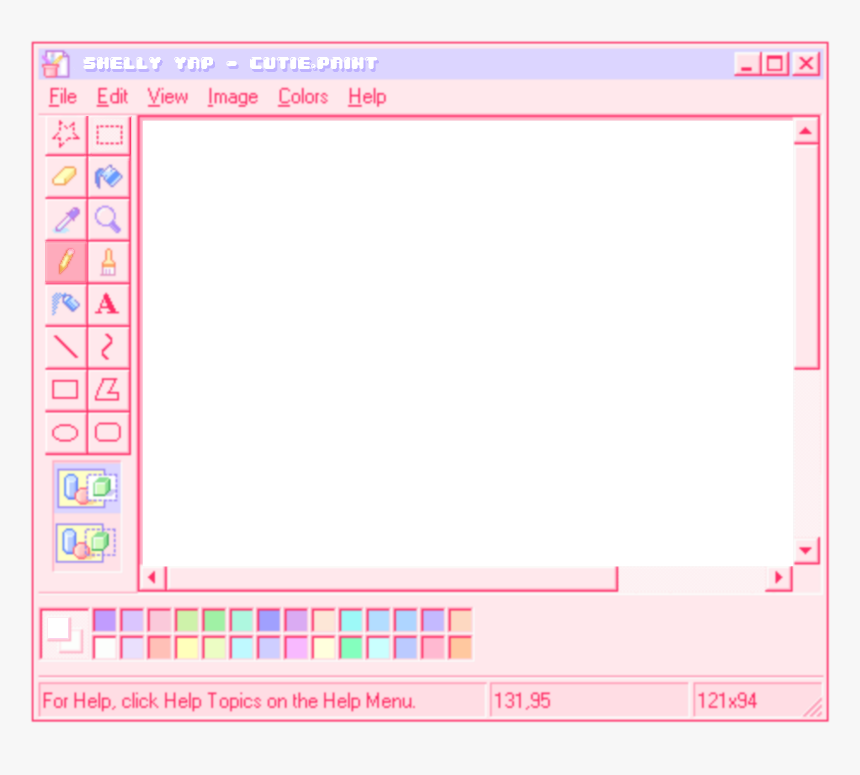 SHELLY YAP - CUTIE.PAINT
File Edit View Image Colors Help
A
For Help, click Help Topics on the Help Menu. 131,95 121x94